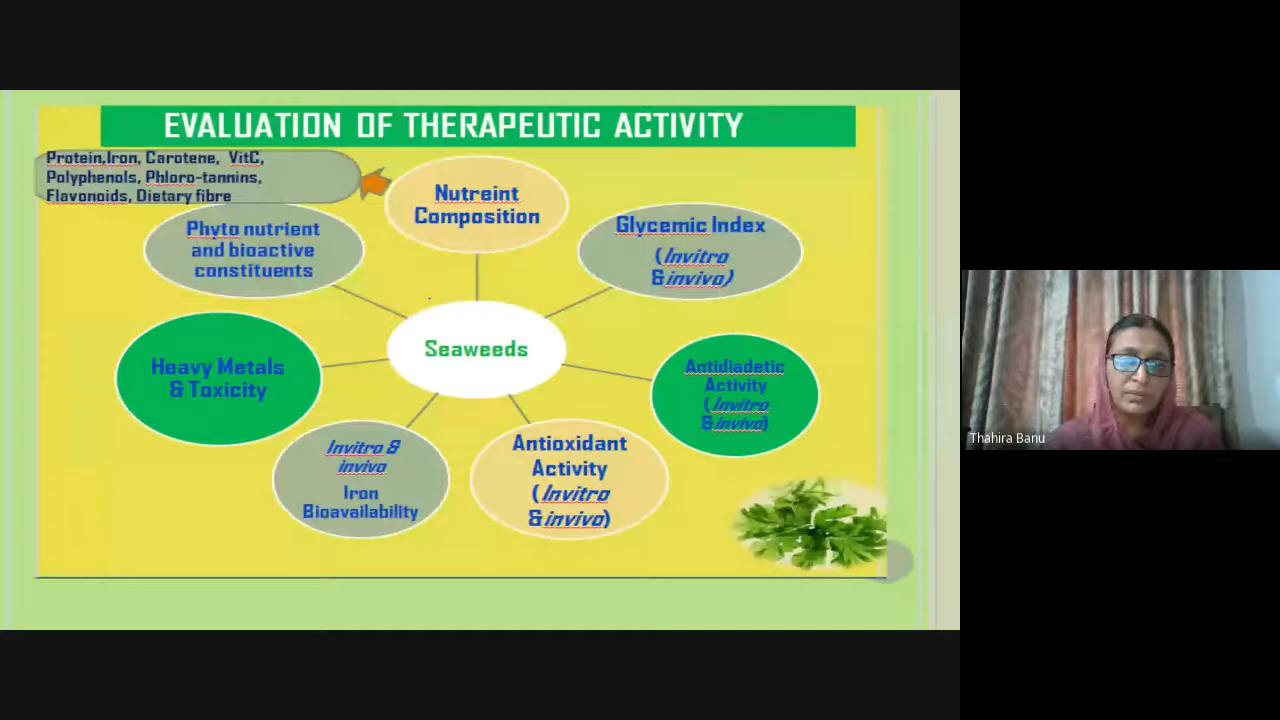 EVALUATION OF THERAPEUTIC ACTIVITY
Protein,Iron, Carotene, VitC,
Polyphenols, Phloro-tannins,
Flavonoids, Dietary fibre
Nutreint
Composition
Glycemic Index
(Invitro
&invivo)
Phyto nutrient
and bioactive
constituents
Seaweeds
Heavy Metals
& Toxicity
Antidiadetic
Activity
(Invitro
&invivo)
Invitro &
invivo
Iron
Bioavailability
Antioxidant
Activity
(Invitro
&invivo)
Thahira Banu